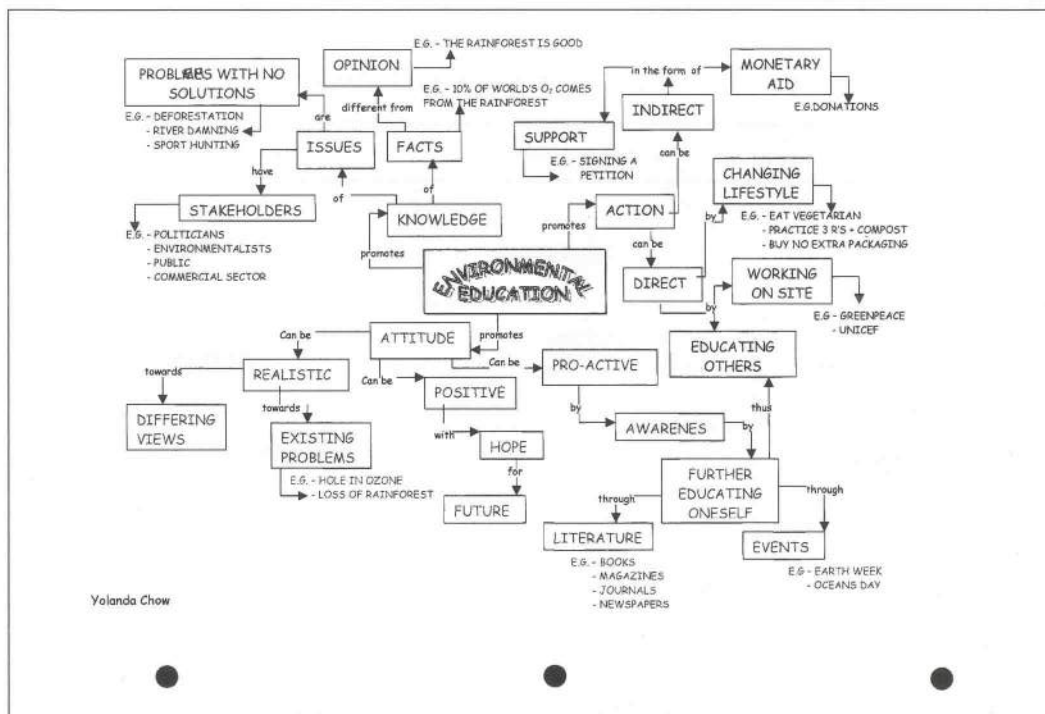 E.G. - THE RAINFOREST IS GOOD
OPINION
PROBLEMES WITH NO
SOLUTIONS
in the form of
MONETARY
AID
E.G. - 10% OF WORLD'S O₂ COMES
FROM THE RAINFOREST
different from
INDIRECT
E.G.DONATIONS
E.G. - DEFORESTATION
- RIVER DAMNING
- SPORT HUNTING
are
ISSUES
FACTS
SUPPORT
can be
E.G. - SIGNING A
PETITION
CHANGING
LIFESTYLE
have
of
of
STAKEHOLDERS
KNOWLEDGE
promotes
ACTION
by
E.G. - EAT VEGETARIAN
- PRACTICE 3 R'S + COMPOST
- BUY NO EXTRA PACKAGING
E.G. - POLITICIANS
- ENVIRONMENTALISTS
- PUBLIC
- COMMERCIAL SECTOR
promotes
can be
ENVIRONMENTAL
EDUCATION
DIRECT
WORKING
ON SITE
by
E.G - GREENPEACE
- UNICEF
promotes
Can be
ATTITUDE
EDUCATING
OTHERS
Can be
PRO-ACTIVE
towards
REALISTIC
Can be
POSITIVE
towards
by
thus
DIFFERING
VIEWS
EXISTING
PROBLEMS
with
HOPE
AWARENES
by
E.G. - HOLE IN OZONE
- LOSS OF RAINFOREST
for
FUTURE
FURTHER
EDUCATING
ONESELF
through
through
LITERATURE
EVENTS
E.G. - BOOKS
- MAGAZINES
- JOURNALS
- NEWSPAPERS
E.G - EARTH WEEK
- OCEANS DAY
Yolanda Chow